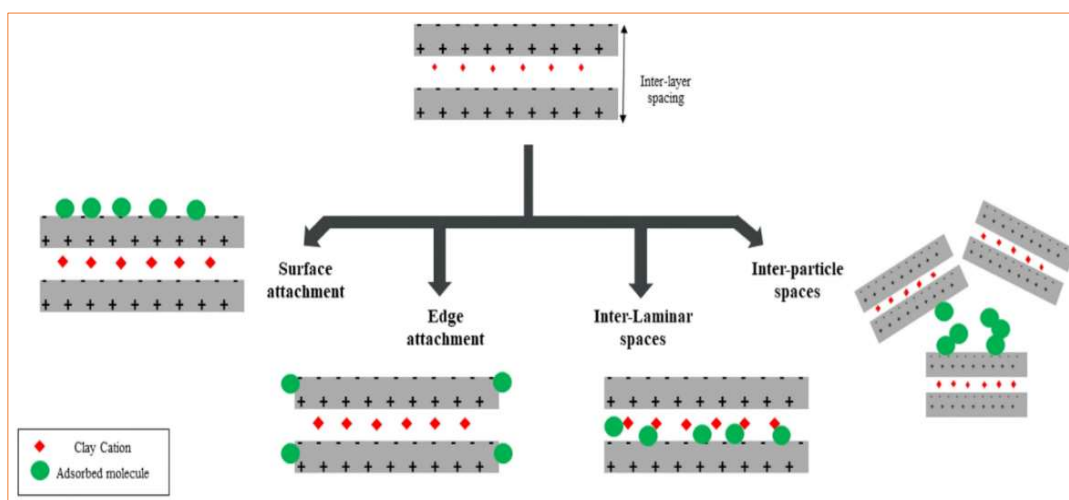 Inter-layer
spacing
Surface
attachment
Edge
attachment
Inter-Laminar
spaces
Inter-particle
spaces
Clay Cation
Adsorbed molecule